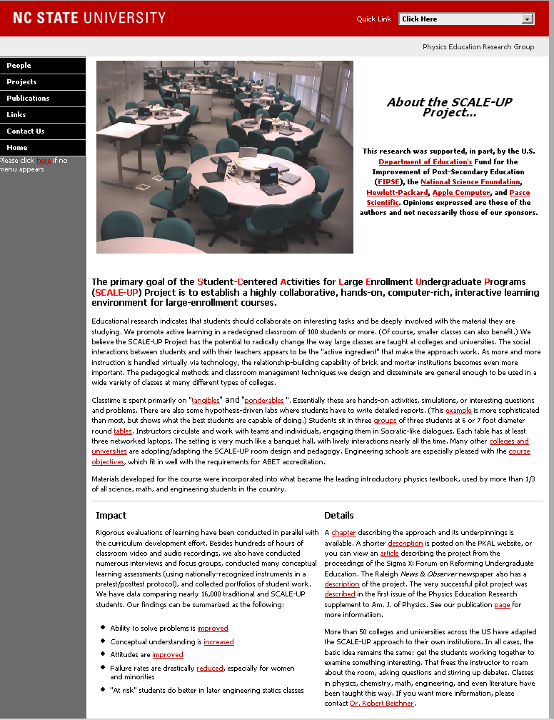 NC STATE UNIVERSITY
Quick Link
Click Here
Physics Education Research Group
People
Projects
Publications
Links
Contact Us
Home
Please click here if no
menu appears
About the SCALE-UP
Project...
This research was supported, in part, by the U.S.
Department of Education's Fund for the
Improvement of Post-Secondary Education
(FIPSE), the National Science Foundation,
Hewlett-Packard, Apple Computer, and Pasco
Scientific. Opinions expressed are those of the
authors and not necessarily those of our sponsors.
The primary goal of the Student-Centered Activities for Large Enrollment Undergraduate Programs
(SCALE-UP) Project is to establish a highly collaborative, hands-on, computer-rich, interactive learning
environment for large-enrollment courses.
Educational research indicates that students should collaborate on interesting tasks and be deeply involved with the material they are
studying. We promote active learning in a redesigned classroom of 100 students or more. (Of course, smaller classes can also benefit.) We
believe the SCALE-UP Project has the potential to radically change the way large classes are taught at colleges and universities. The social
interactions between students and with their teachers appears to be the "active ingredient" that make the approach work. As more and more
instruction is handled virtually via technology, the relationship-building capability of brick and mortar institutions becomes even more
important. The pedagogical methods and classroom management techniques we design and disseminate are general enough to be used in a
wide variety of classes at many different types of colleges.
Classtime is spent primarily on "tangibles" and "ponderables ". Essentially these are hands-on activities, simulations, or interesting questions
and problems. There are also some hypothesis-driven labs where students have to write detailed reports. (This example is more sophisticated
than most, but shows what the best students are capable of doing.) Students sit in three groups of three students at 6 or 7 foot diameter
round tables. Instructors circulate and work with teams and individuals, engaging them in Socratic-like dialogues. Each table has at least
three networked laptops. The setting is very much like a banquet hall, with lively interactions nearly all the time. Many other colleges and
universities are adopting/adapting the SCALE-UP room design and pedagogy. Engineering schools are especially pleased with the course
objectives, which fit in well with the requirements for ABET accreditation.
Materials developed for the course were incorporated into what became the leading introductory physics textbook, used by more than 1/3
of all science, math, and engineering students in the country.
Impact
Rigorous evaluations of learning have been conducted in parallel with
the curriculum development effort. Besides hundreds of hours of
classroom video and audio recordings, we also have conducted
numerous interviews and focus groups, conducted many conceptual
learning assessments (using nationally-recognized instruments in a
pretest/posttest protocol), and collected portfolios of student work.
We have data comparing nearly 16,000 traditional and SCALE-UP
students. Our findings can be summarized as the following:
Ability to solve problems is improved
Conceptual understanding is increased
Attitudes are improved
Failure rates are drastically reduced, especially for women
and minorities
"At risk" students do better in later engineering statics classes
Details
A chapter describing the approach and its underpinnings is
available. A shorter description is posted on the PKAL website, or
you can view an article describing the project from the
proceedings of the Sigma Xi Forum on Reforming Undergraduate
Education. The Raleigh News & Observer newspaper also has a
description of the project. The very successful pilot project was
described in the first issue of the Physics Education Research
supplement to Am. J. of Physics. See our publication page for
more information.
More than 50 colleges and universities across the US have adapted
the SCALE-UP approach to their own institutions. In all cases, the
basic idea remains the same: get the students working together to
examine something interesting. That frees the instructor to roam
about the room, asking questions and stirring up debates. Classes
in physics, chemistry, math, engineering, and even literature have
been taught this way. If you want more information, please
contact Dr. Robert Beichner.